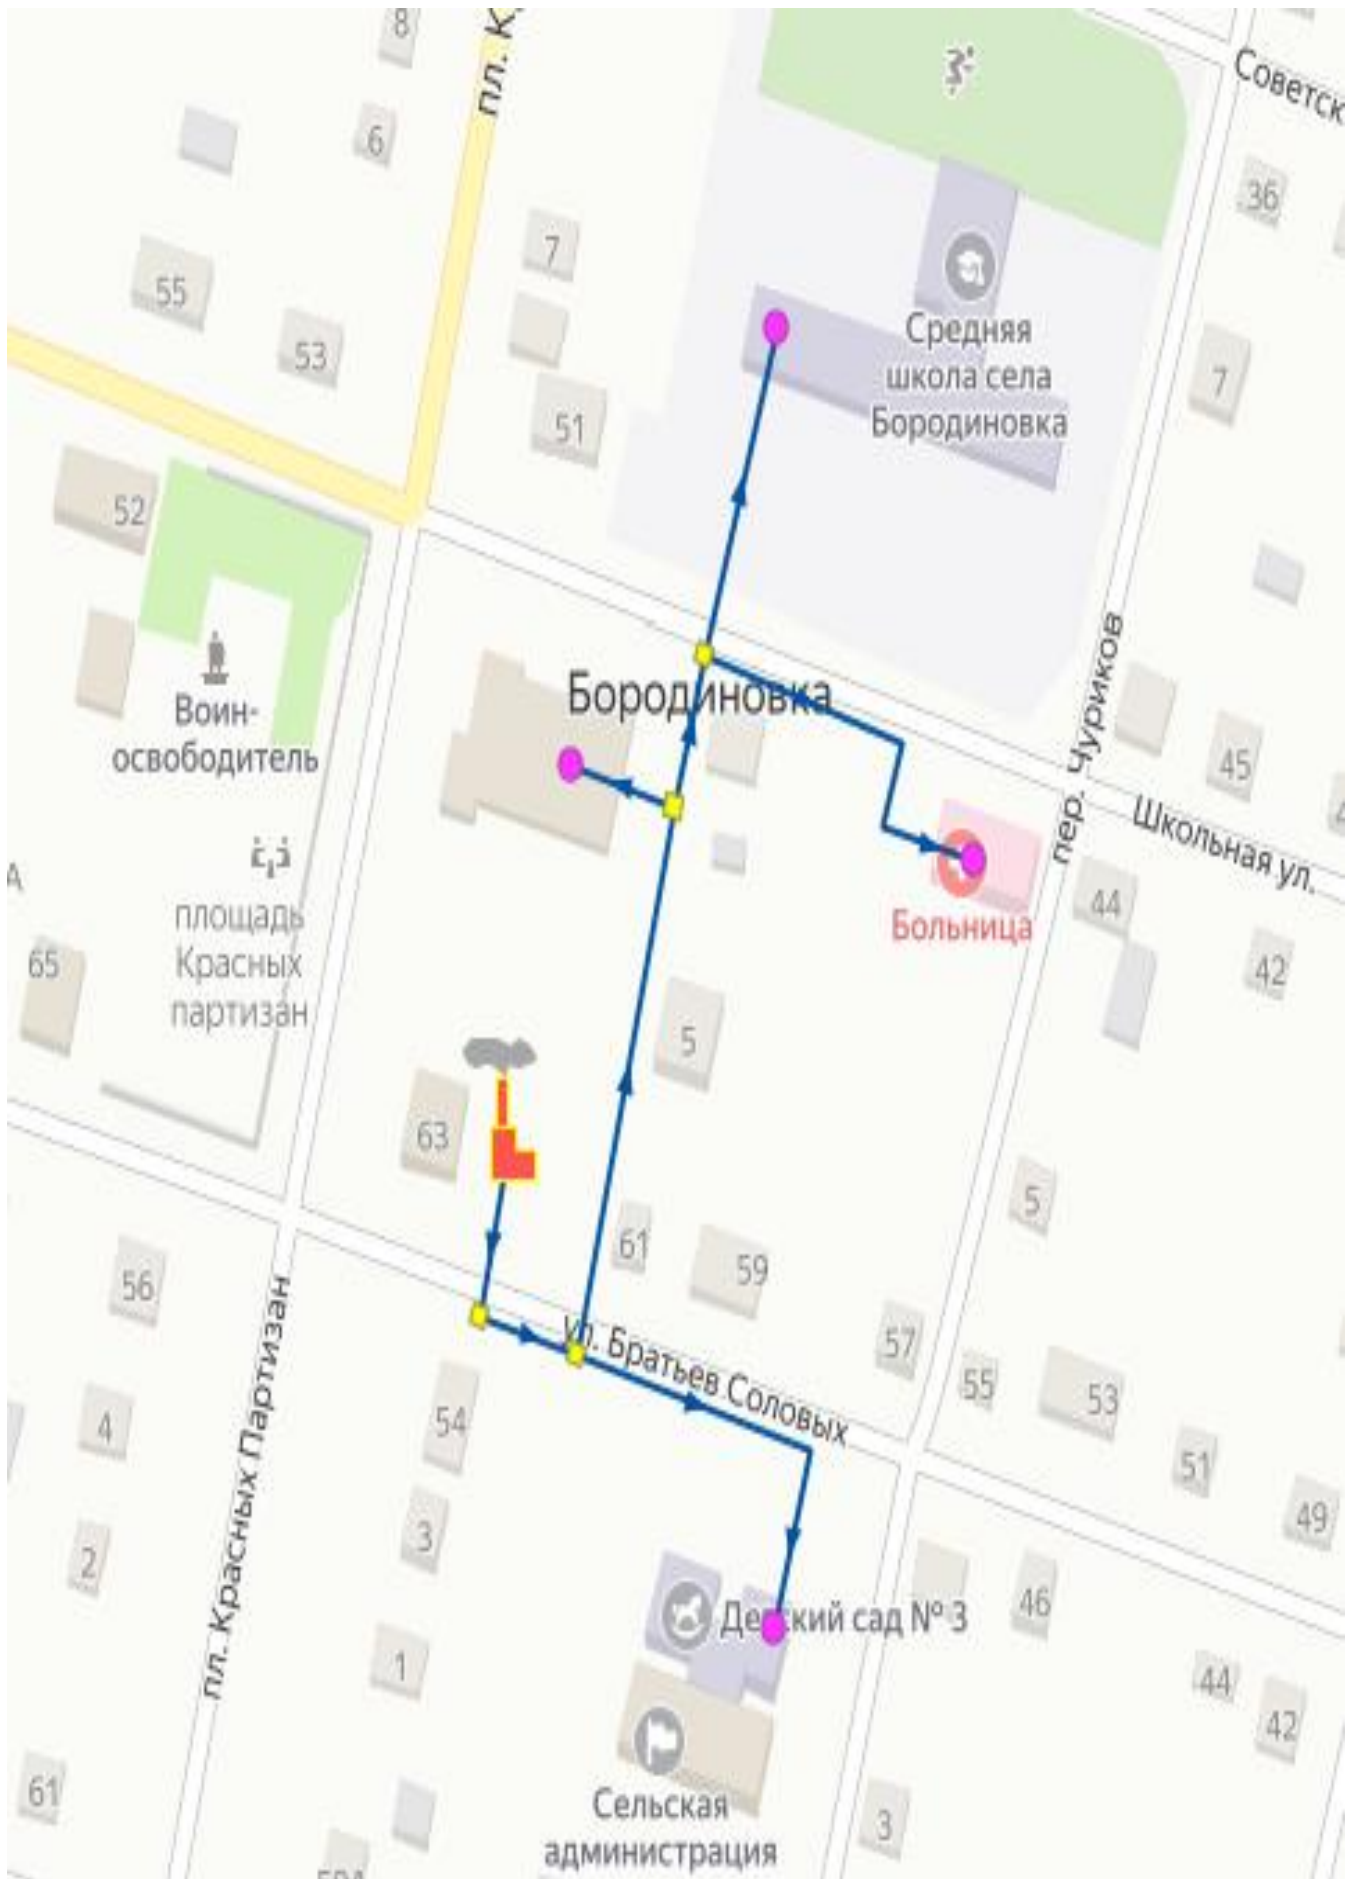 8
пл. К
Советск
6
36
7
55
53
Средняя
школа села
Бородиновка
7
51
52
Бородиновка
Воин-
освободитель
пер. Чуриков
45
Школьная ул.
А
площадь
Красных
партизан
Больница
44
65
42
5
63
5
61
59
56
ул. Братьев Соловых
57
55
53
пл. Красных Партизан
4
54
51
49
3
2
46
Детский сад № 3
1
44
42
61
Сельская
администрация
3